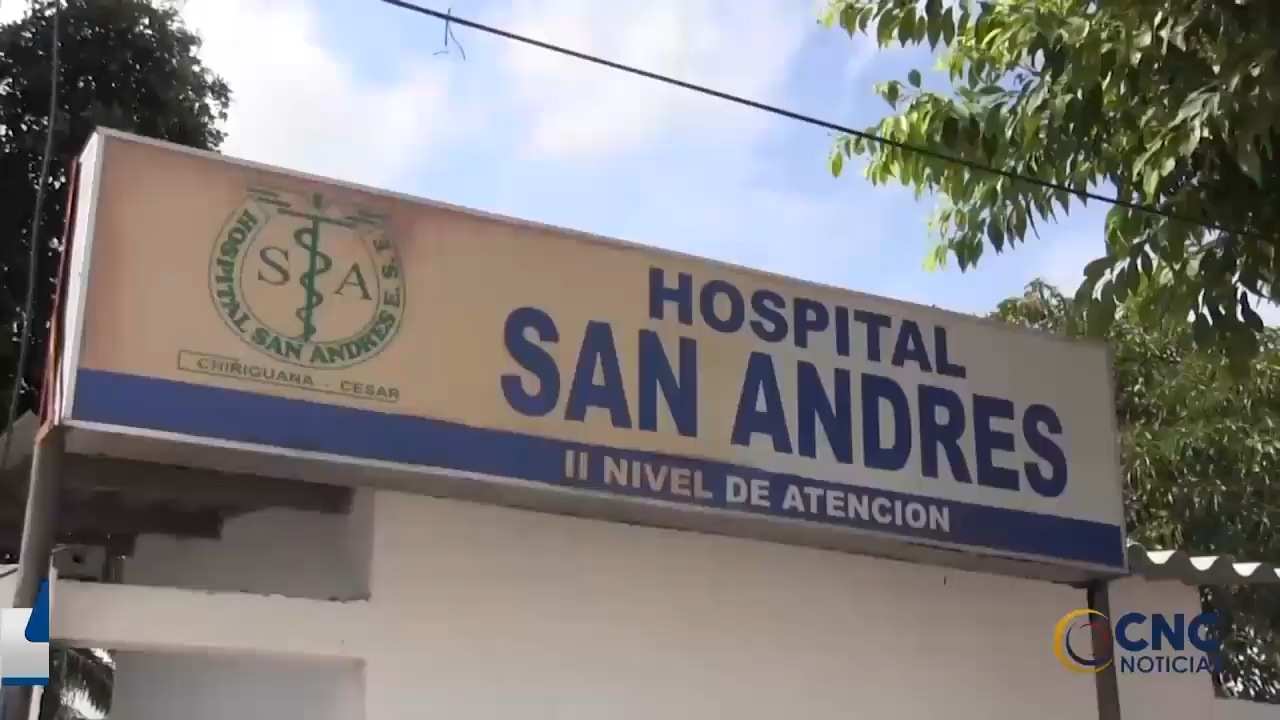 HOSPITAL SAN ANDRES E.S.E.
S A
CHIRIGUANA - CESAR
HOSPITAL
SAN ANDRES
II NIVEL DE ATENCION
CNC
NOTICIAS